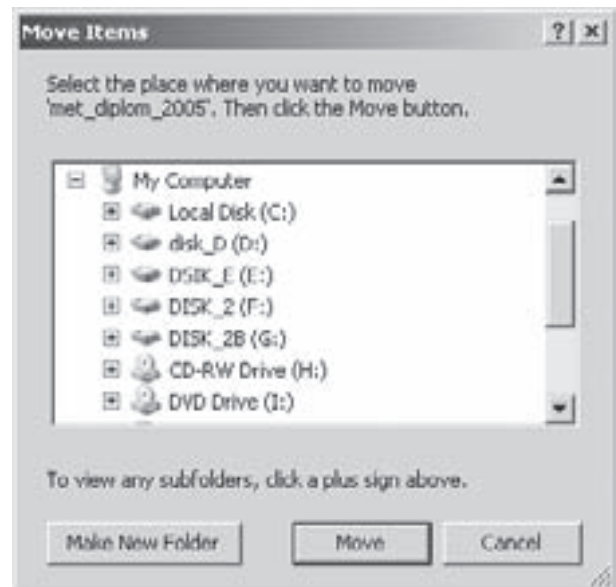 Move Items
Select the place where you want to move
'met_diplom_2005'. Then click the Move button.
My Computer
Local Disk (C:)
disk_D (D:)
DSIK_E (E:)
DISK_2 (F:)
DISK_2B (G:)
CD-RW Drive (H:)
DVD Drive (I:)
To view any subfolders, click a plus sign above.
Make New Folder Move Cancel